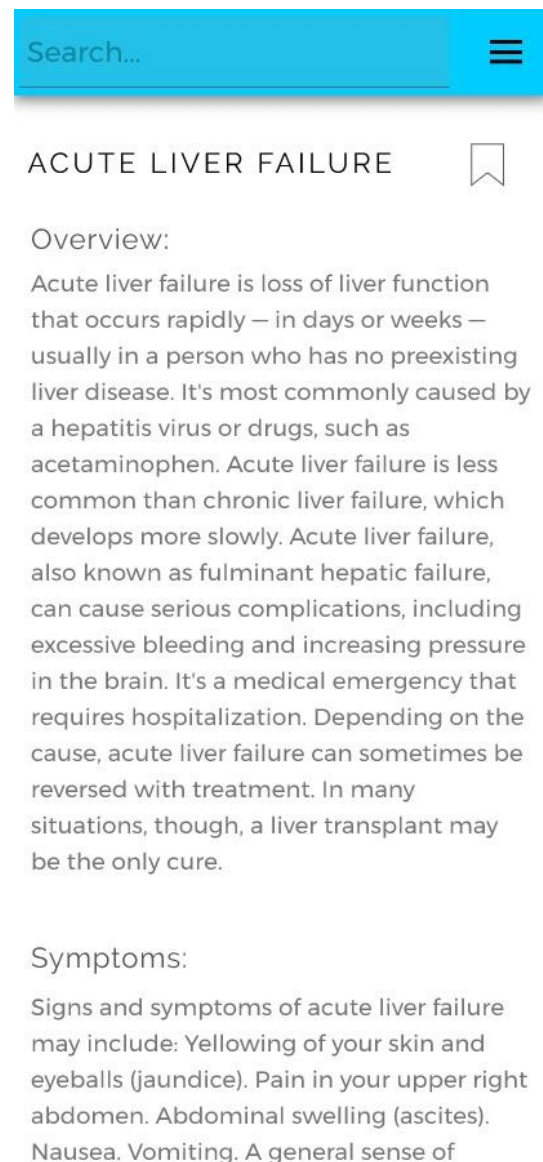 Search...
ACUTE LIVER FAILURE
Overview:
Acute liver failure is loss of liver function
that occurs rapidly — in days or weeks —
usually in a person who has no preexisting
liver disease. It's most commonly caused by
a hepatitis virus or drugs, such as
acetaminophen. Acute liver failure is less
common than chronic liver failure, which
develops more slowly. Acute liver failure,
also known as fulminant hepatic failure,
can cause serious complications, including
excessive bleeding and increasing pressure
in the brain. It's a medical emergency that
requires hospitalization. Depending on the
cause, acute liver failure can sometimes be
reversed with treatment. In many
situations, though, a liver transplant may
be the only cure.
Symptoms:
Signs and symptoms of acute liver failure
may include: Yellowing of your skin and
eyeballs (jaundice). Pain in your upper right
abdomen. Abdominal swelling (ascites).
Nausea. Vomiting. A general sense of